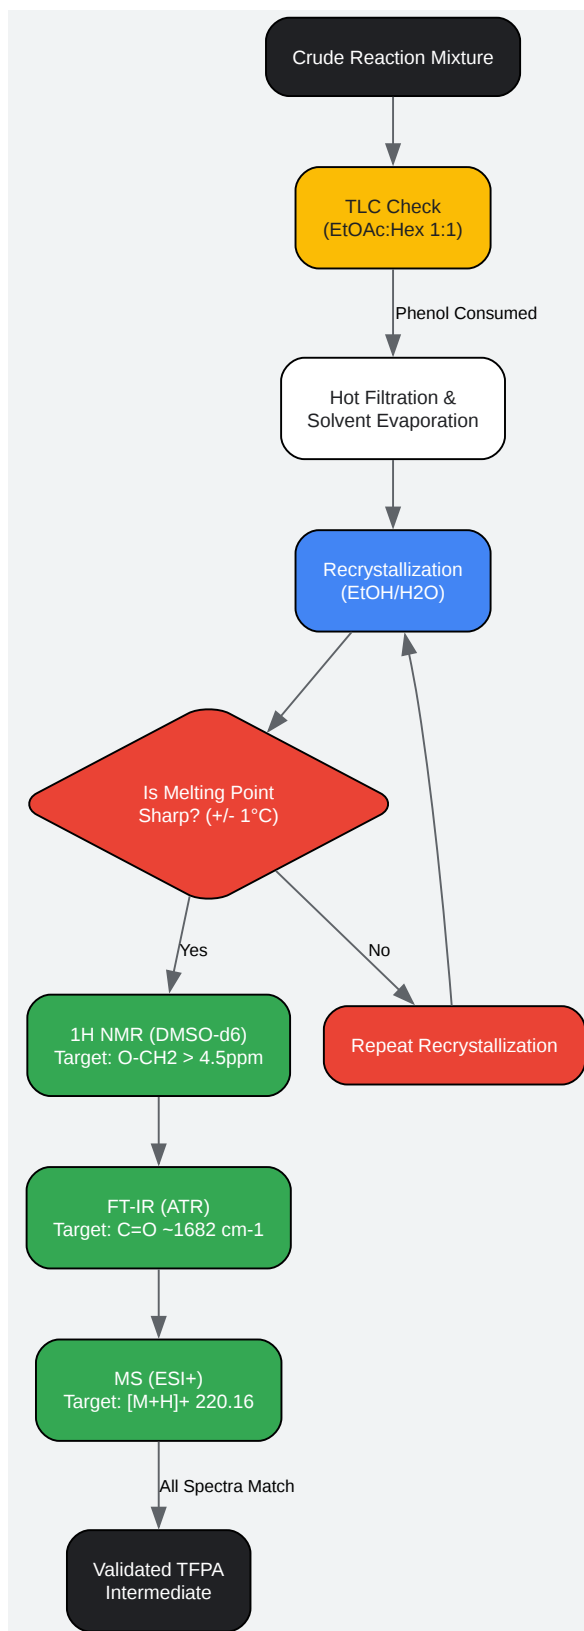 Crude Reaction Mixture
TLC Check
(EtOAc:Hex 1:1)
Phenol Consumed
Hot Filtration &
Solvent Evaporation
Recrystallization
(EtOH/H2O)
Is Melting Point
Sharp? (+/- 1°C)
Yes
No
1H NMR (DMSO-d6)
Target: O-CH2 > 4.5ppm
Repeat Recrystallization
FT-IR (ATR)
Target: C=O ~1682 cm-1
MS (ESI+)
Target: [M+H]+ 220.16
All Spectra Match
Validated TFPA
Intermediate